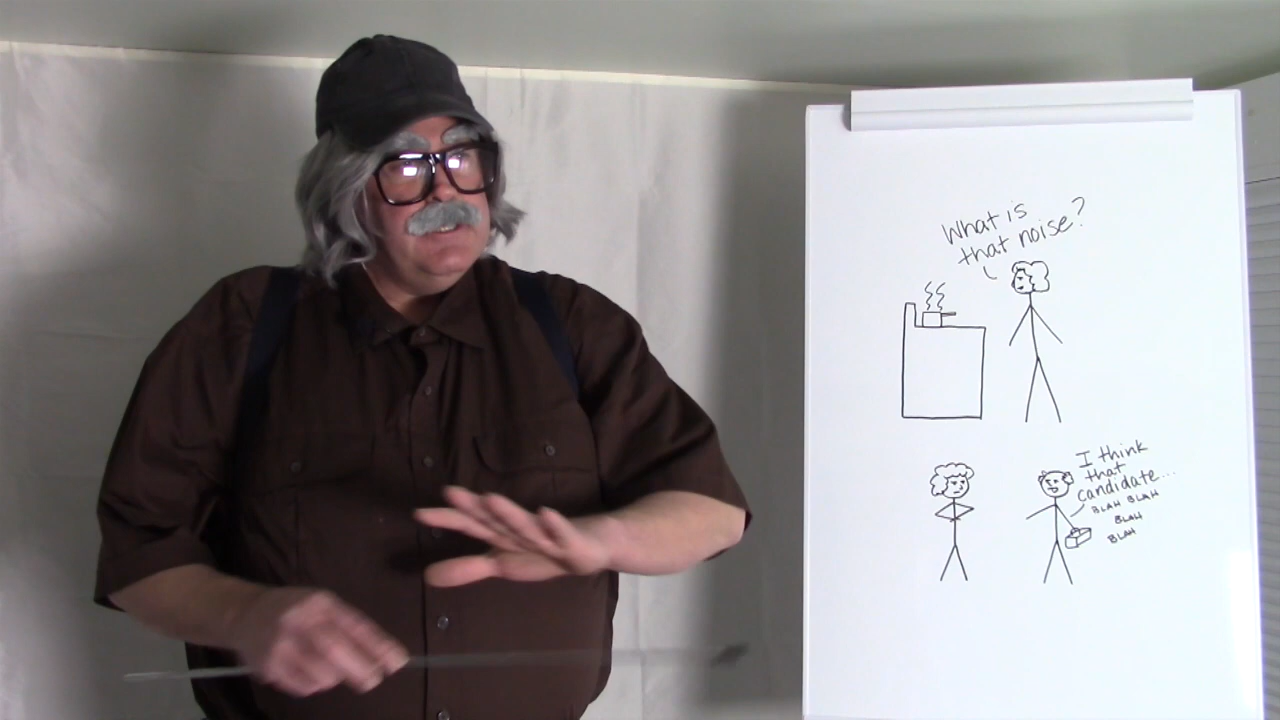 What is
that noise?
I think
that
candidate...
BLAH BLAH
BLAH
BLAH